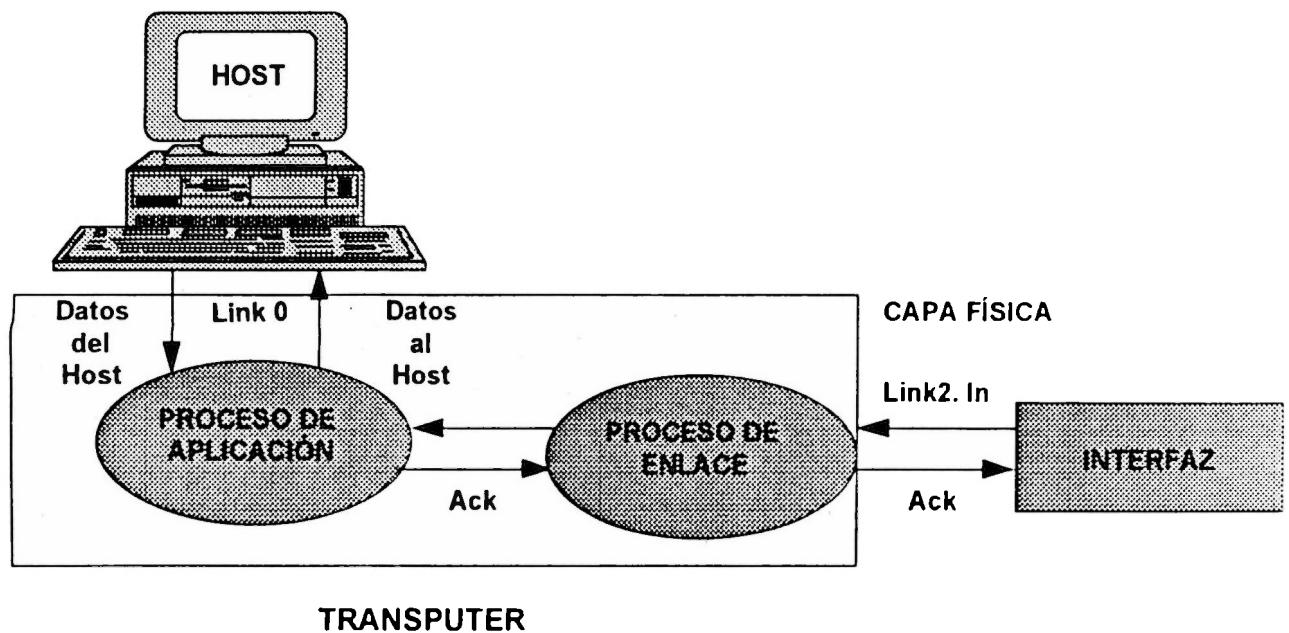 HOST
Datos
del
Host
Link 0
Datos
al
Host
CAPA FÍSICA
PROCESO DE
APLICACIÓN
Ack
PROCESO DE
ENLACE
Link2. In
Ack
INTERFAZ
TRANSPUTER